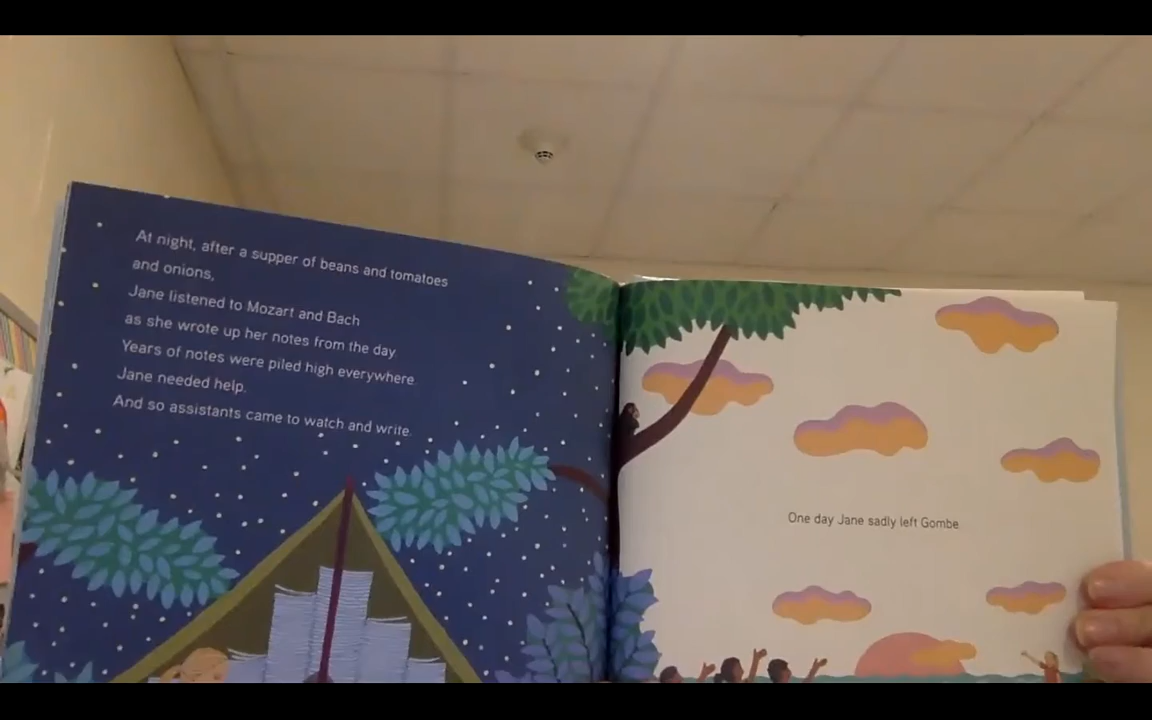 At night, after a supper of beans and tomatoes
and onions,
Jane listened to Mozart and Bach
as she wrote up her notes from the day
Years of notes were piled high everywhere
Jane needed help.
And so assistants came to watch and write.
One day Jane sadly left Gombe